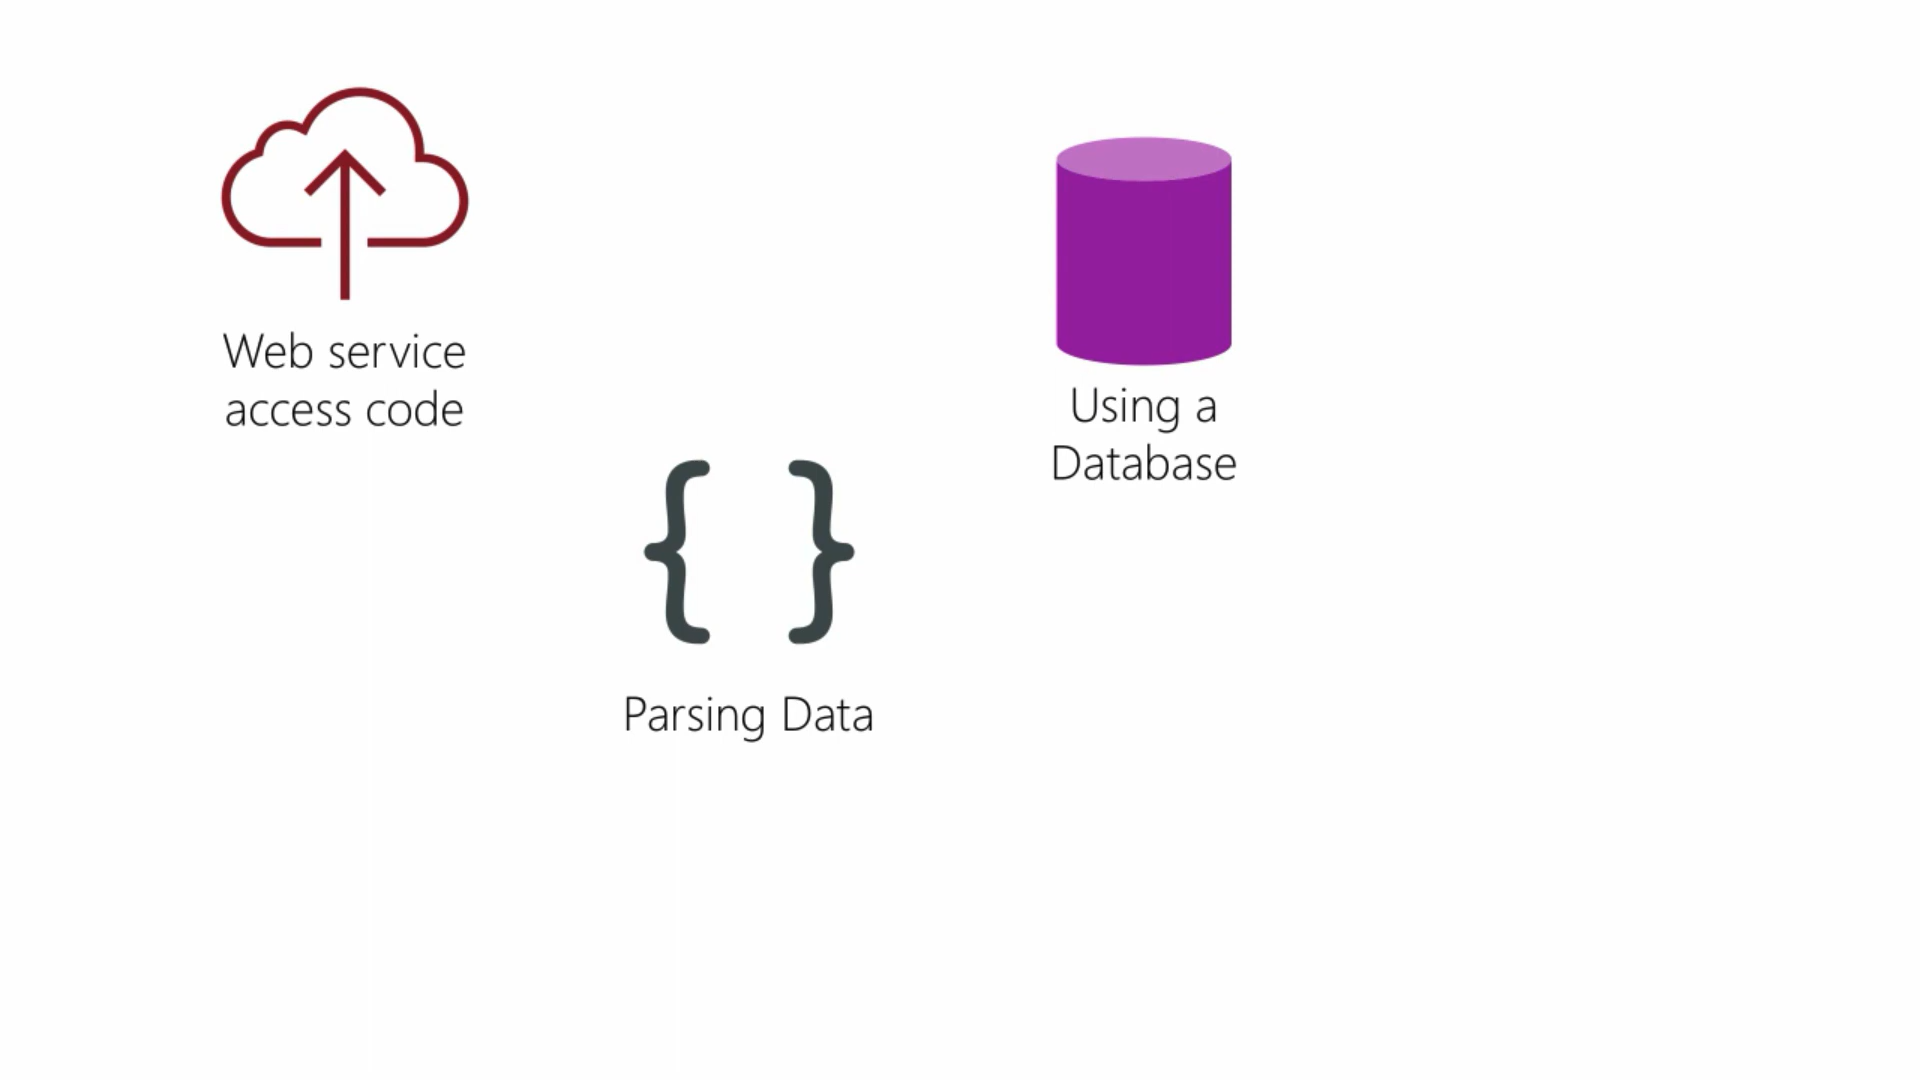 Web service
access code
{ }
Parsing Data
Using a
Database